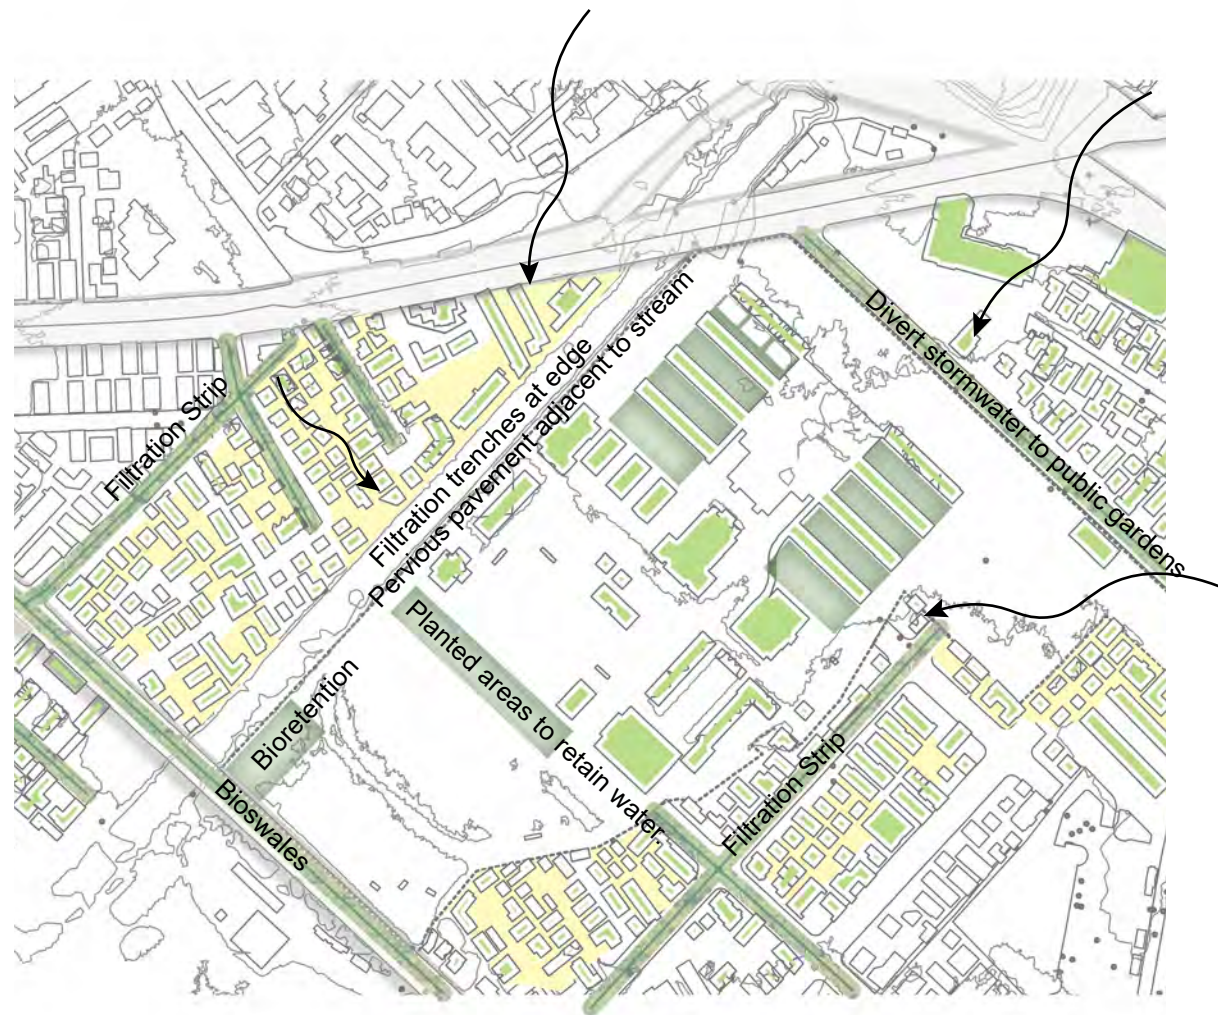 Divert stormwater to public gardens
Filtration Strip
Filtration trenches at edge
Pervious pavement adjacent to stream
Planted areas to retain water.
Bioretention
Filtration Strip
Bioswales